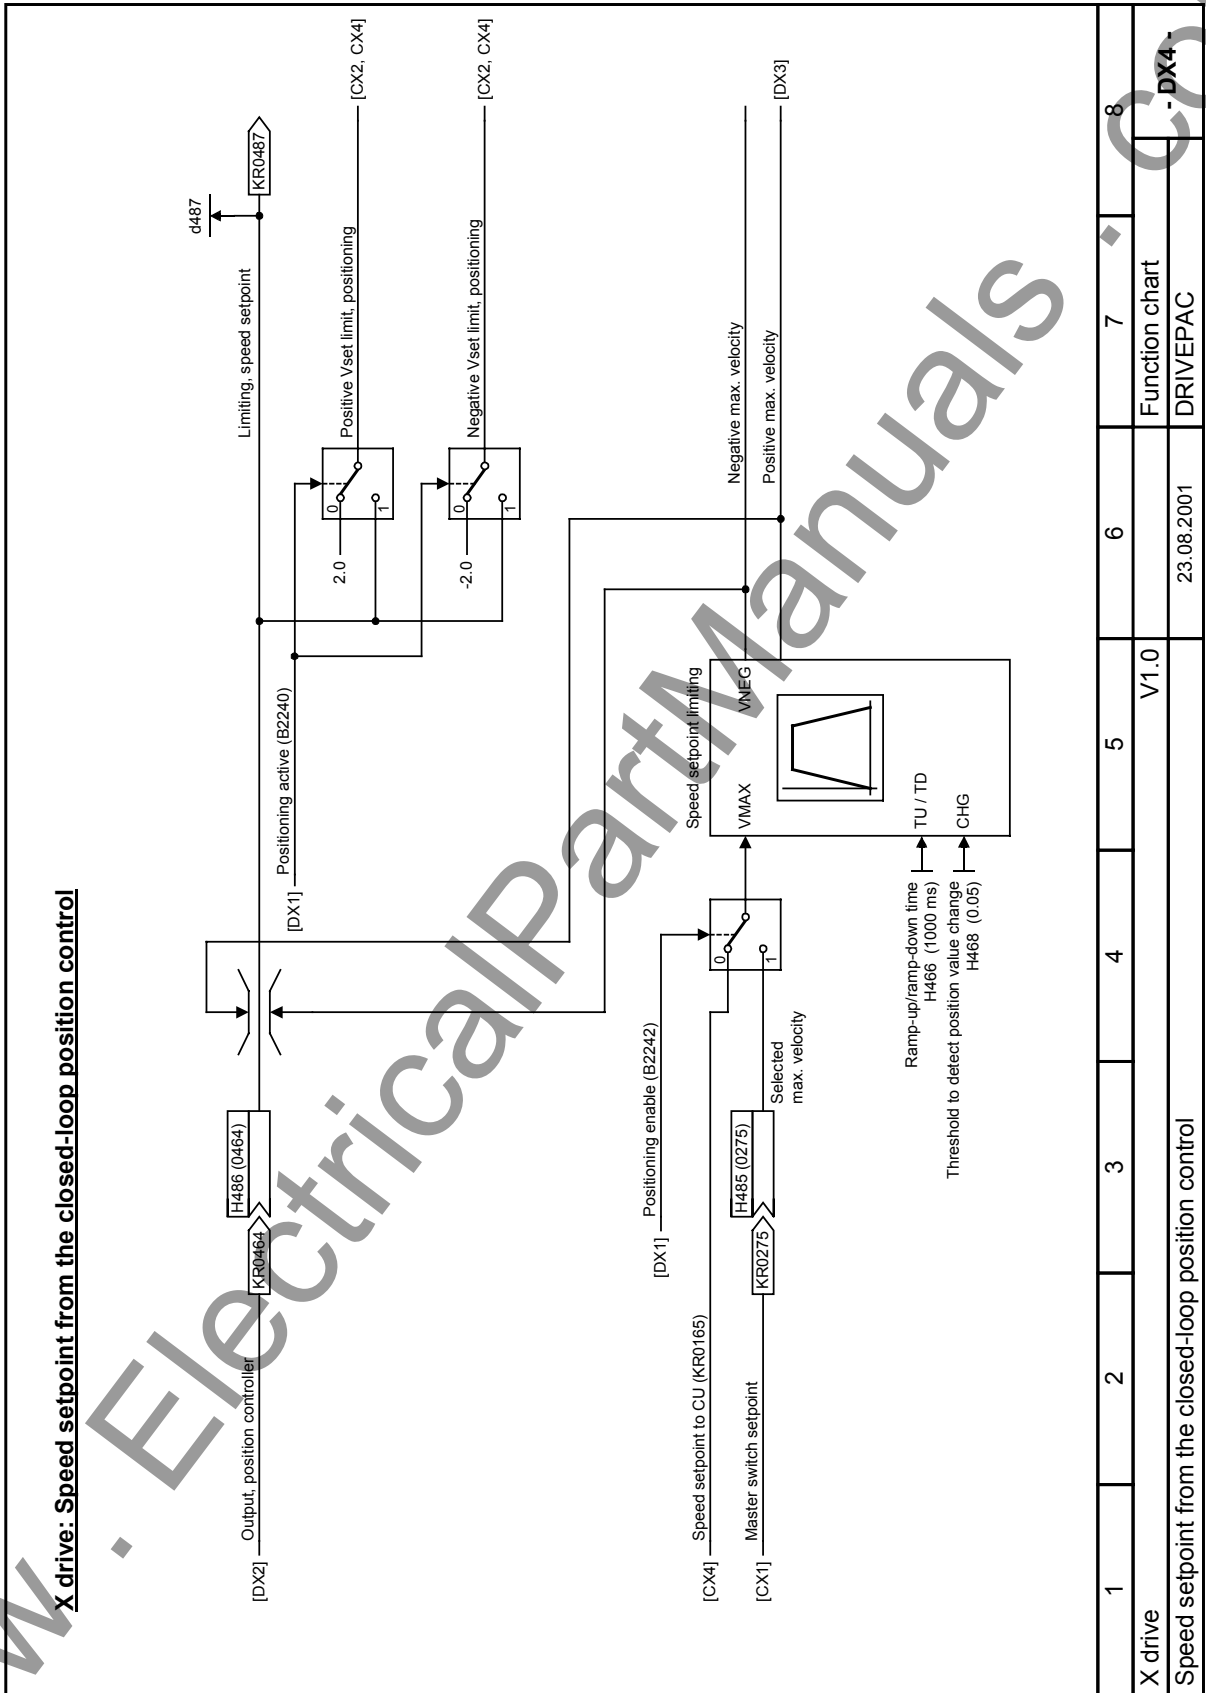 X drive: Speed setpoint from the closed-loop position control
[DX2]
Output, position controller
KR0464
H486 (0464)
Limiting, speed setpoint
d487
KR0487
[DX1]
Positioning active (B2240)
2.0
0
1
Positive Vset limit, positioning
[CX2, CX4]
-2.0
0
1
Negative Vset limit, positioning
[CX2, CX4]
[DX1]
Positioning enable (B2242)
[CX4]
Speed setpoint to CU (KR0165)
[CX1]
Master switch setpoint
KR0275
H485 (0275)
Selected
max. velocity
0
1
Speed setpoint limiting
VMAX
VNEG
Negative max. velocity
Positive max. velocity
[DX3]
Ramp-up/ramp-down time
H466 (1000 ms)
TU / TD
Threshold to detect position value change
H468 (0.05)
CHG
1 2 3 4 5 6 7 8
X drive
V1.0
Function chart
- DX4 -
Speed setpoint from the closed-loop position control
23.08.2001
DRIVEPAC
w . ElectricalPartManuals . co